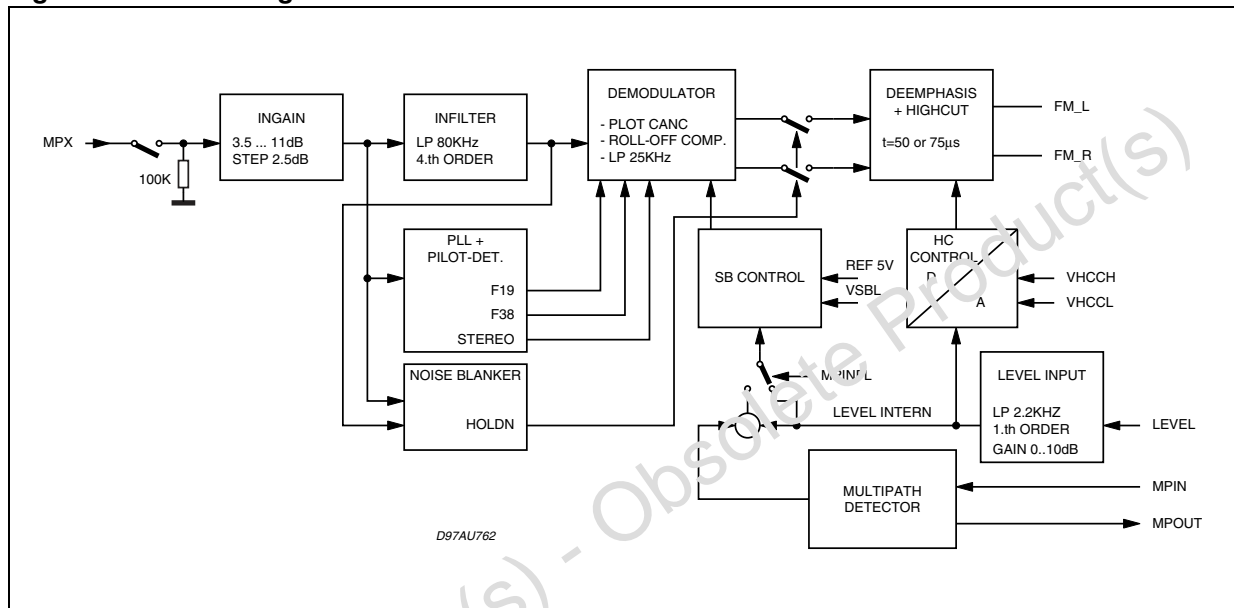 MPX
100K
INGAIN
3.5 ... 11dB
STEP 2.5dB
INFILTER
LP 80KHz
4.th ORDER
DEMODULATOR
- PLOT CANC
- ROLL-OFF COMP.
- LP 25KHz
DEEMPHASIS
+ HIGHCUT
t=50 or 75µs
FM_L
FM_R
PLL +
PILOT-DET.
F19
F38
STEREO
NOISE BLANKER
HOLDN
SB CONTROL
REF 5V
VSBL
HC
CONTROL
D
A
VHCCH
VHCCL
LEVEL INTERN
LEVEL INPUT
LP 2.2KHZ
1.th ORDER
GAIN 0..10dB
LEVEL
MULTIPATH
DETECTOR
MPIN
MPOUT
D97AU762
(s) - Obsolete Product(s)